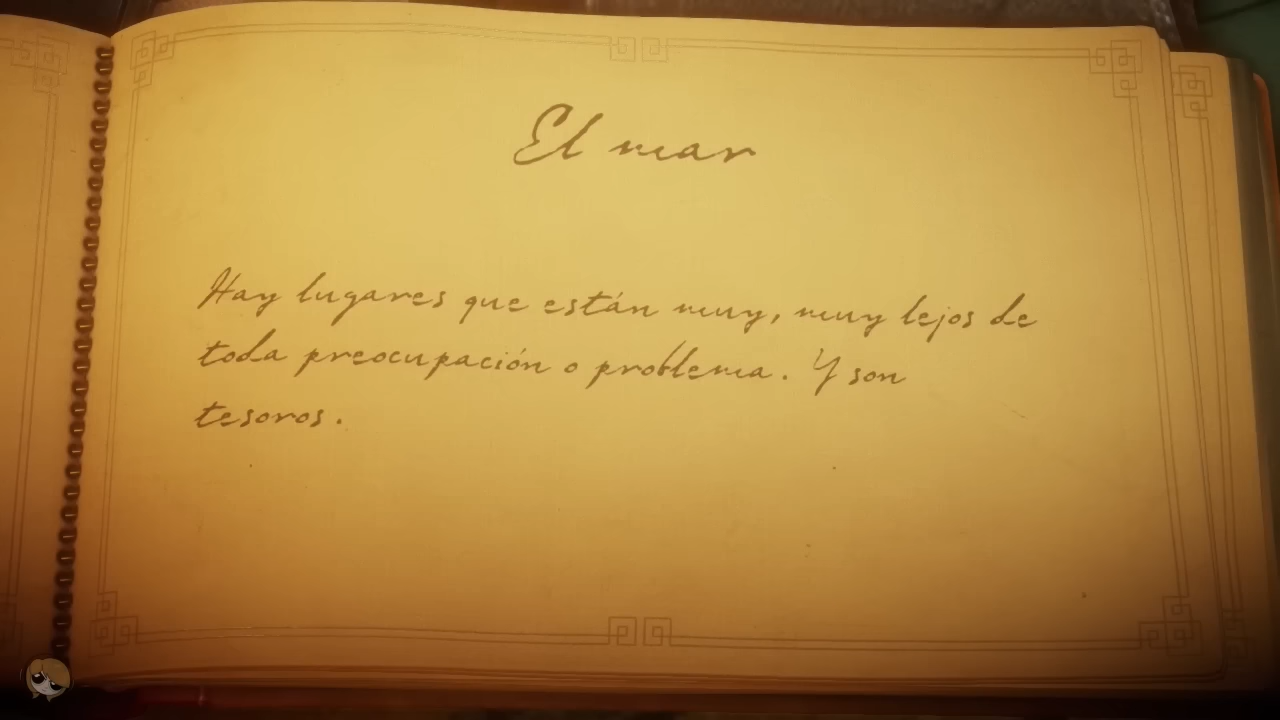 El mar
Hay lugares que están muy, muy lejos de
toda preocupación o problema. Y son
tesoros.